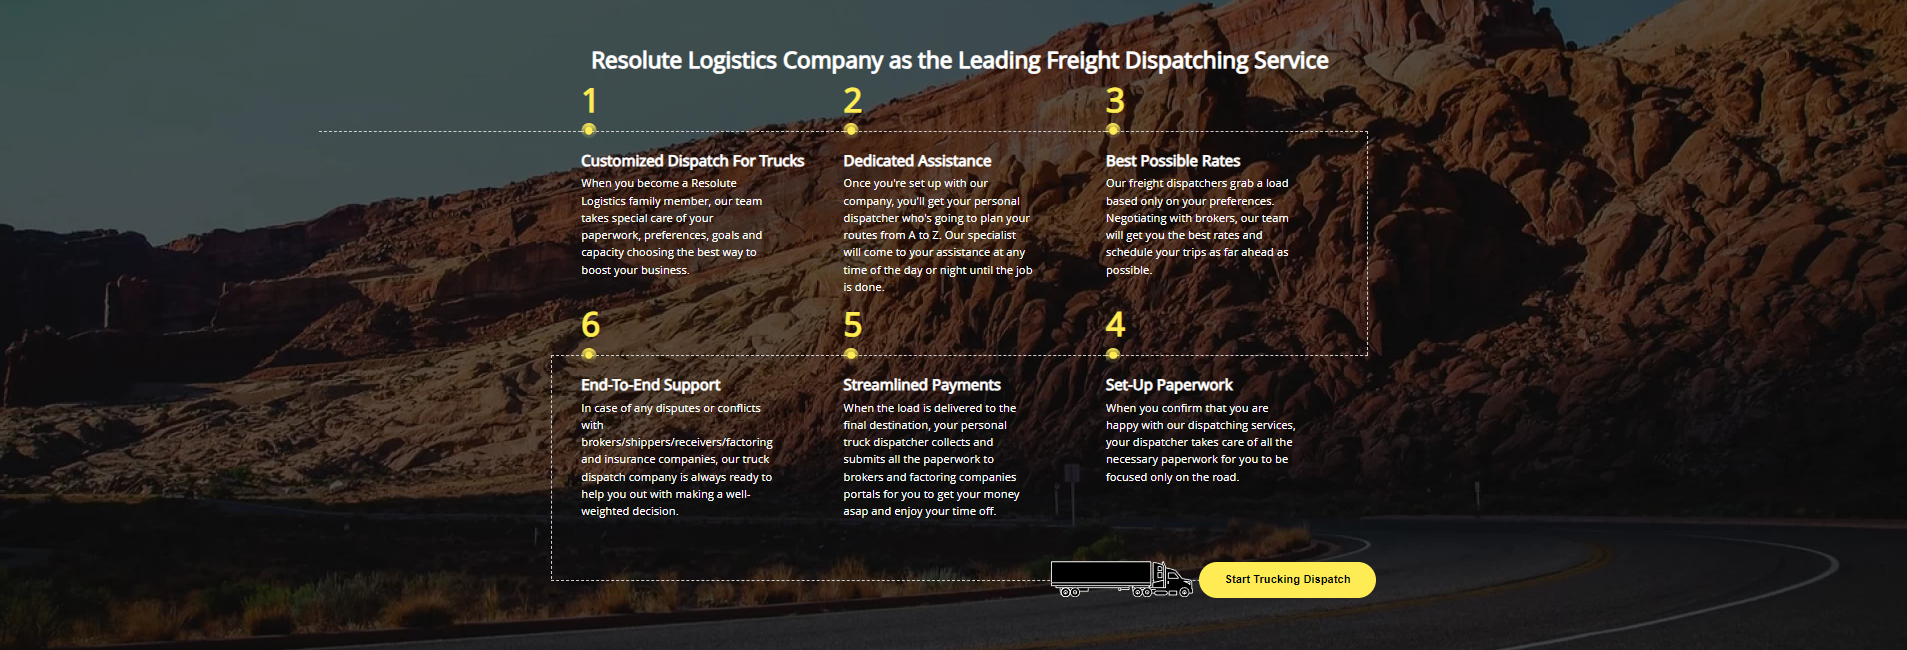 Resolute Logistics Company as the Leading Freight Dispatching Service
1
Customized Dispatch For Trucks
When you become a Resolute
Logistics family member, our team
takes special care of your
paperwork, preferences, goals and
capacity choosing the best way to
boost your business.
2
Dedicated Assistance
Once you're set up with our
company, you'll get your personal
dispatcher who's going to plan your
routes from A to Z. Our specialist
will come to your assistance at any
time of the day or night until the job
is done.
3
Best Possible Rates
Our freight dispatchers grab a load
based only on your preferences.
Negotiating with brokers, our team
will get you the best rates and
schedule your trips as far ahead as
possible.
4
Set-Up Paperwork
When you confirm that you are
happy with our dispatching services,
your dispatcher takes care of all the
necessary paperwork for you to be
focused only on the road.
5
Streamlined Payments
When the load is delivered to the
final destination, your personal
truck dispatcher collects and
submits all the paperwork to
brokers and factoring companies
portals for you to get your money
asap and enjoy your time off.
6
End-To-End Support
In case of any disputes or conflicts
with
brokers/shippers/receivers/factoring
and insurance companies, our truck
dispatch company is always ready to
help you out with making a well-
weighted decision.
Start Trucking Dispatch